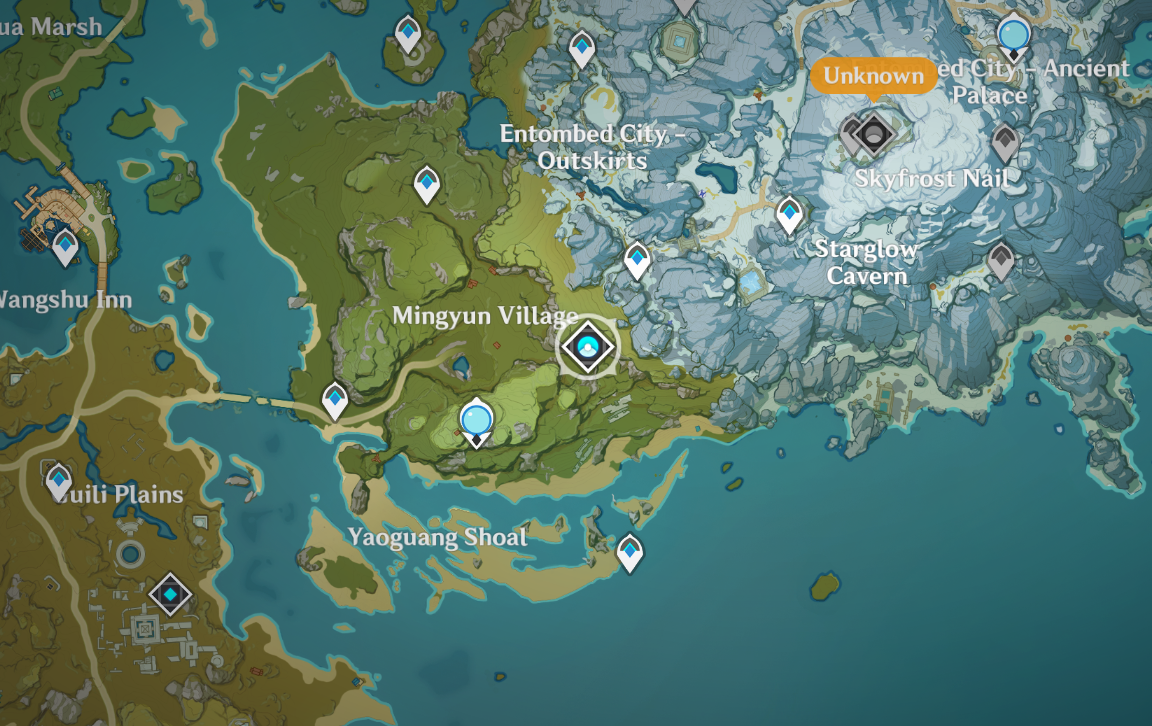 ua Marsh
ed City – Ancient
Palace
Unknown
Entombed City –
Outskirts
Skyfrost Nail
Starglow
Cavern
Wangshu Inn
Mingyun Village
Guili Plains
Yaoguang Shoal